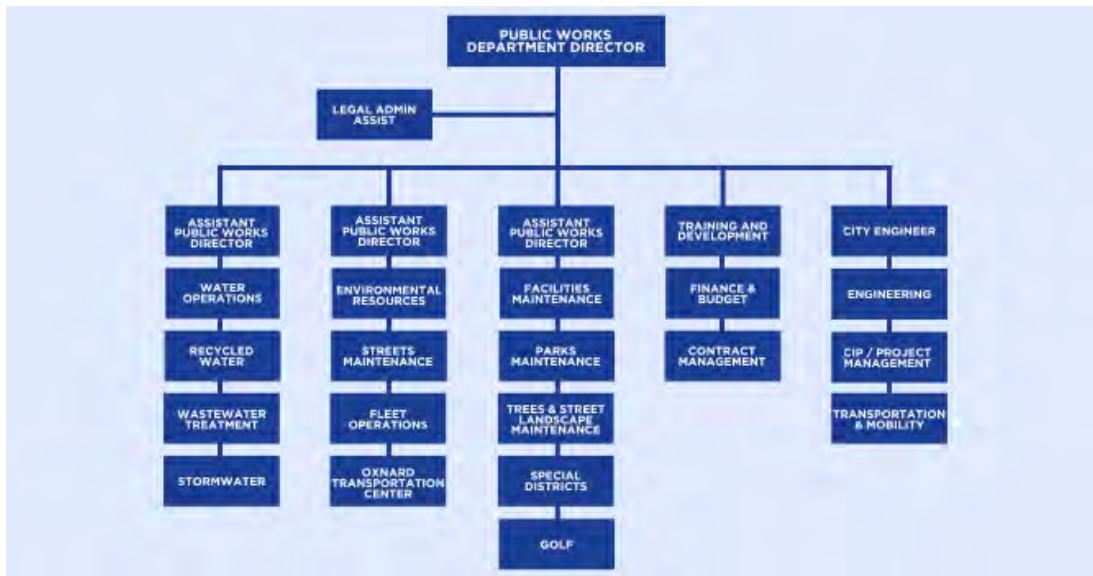 PUBLIC WORKS
DEPARTMENT DIRECTOR
LEGAL ADMIN
ASSIST
ASSISTANT
PUBLIC WORKS
DIRECTOR
WATER
OPERATIONS
RECYCLED
WATER
WASTEWATER
TREATMENT
STORMWATER
ASSISTANT
PUBLIC WORKS
DIRECTOR
ENVIRONMENTAL
RESOURCES
STREETS
MAINTENANCE
FLEET
OPERATIONS
OXNARD
TRANSPORTATION
CENTER
ASSISTANT
PUBLIC WORKS
DIRECTOR
FACILITIES
MAINTENANCE
PARKS
MAINTENANCE
TREES & STREET
LANDSCAPE
MAINTENANCE
SPECIAL
DISTRICTS
GOLF
TRAINING AND
DEVELOPMENT
FINANCE &
BUDGET
CONTRACT
MANAGEMENT
CITY ENGINEER
ENGINEERING
CIP / PROJECT
MANAGEMENT
TRANSPORTATION
& MOBILITY